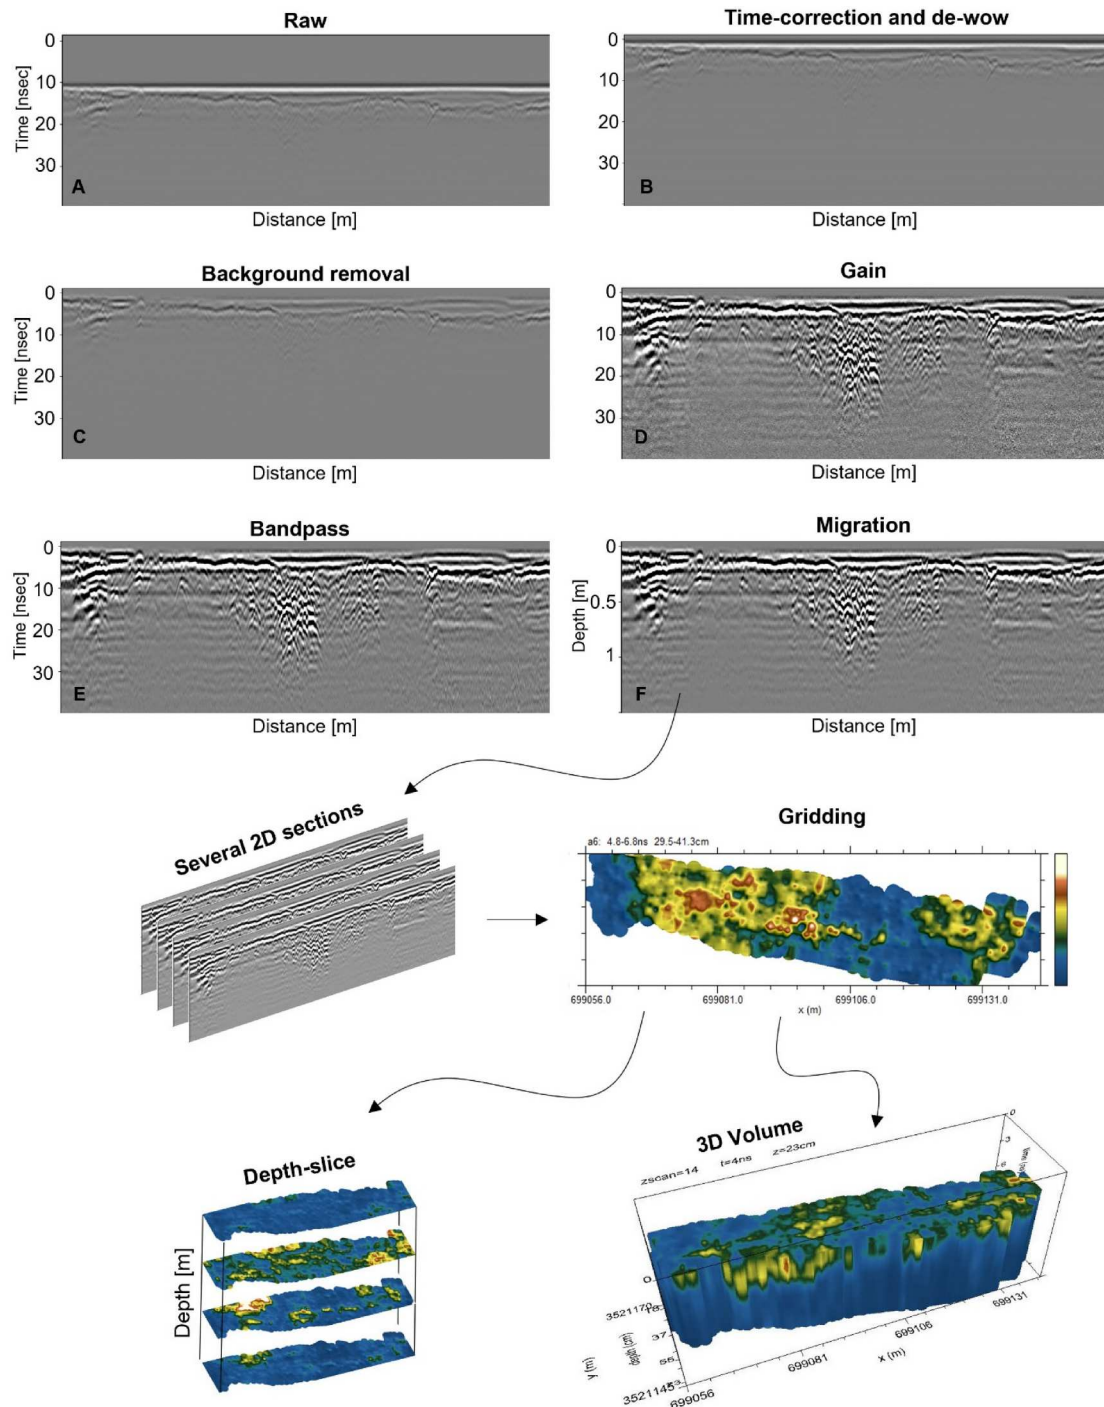 Raw
0
10
20
30
Time [nsec]
A
Distance [m]
Time-correction and de-wow
0
10
20
30
Time [nsec]
B
Distance [m]
Background removal
0
10
20
30
Time [nsec]
C
Distance [m]
Gain
0
10
20
30
D
Distance [m]
Bandpass
0
10
20
30
Time [nsec]
E
Distance [m]
Migration
0
0.5
1
Depth [m]
F
Distance [m]
Several 2D sections
Gridding
a6: 4.8-6.8ns 29.5-41.3cm
699056.0 699081.0 699106.0 699131.0
x (m)
Depth-slice
Depth [m]
3D Volume
zscan=14 t=4ns z=23cm
0
3
0
37
55
depth (cm)
3521170
y (m)
3521145
699056
699081
699106
699131
x (m)